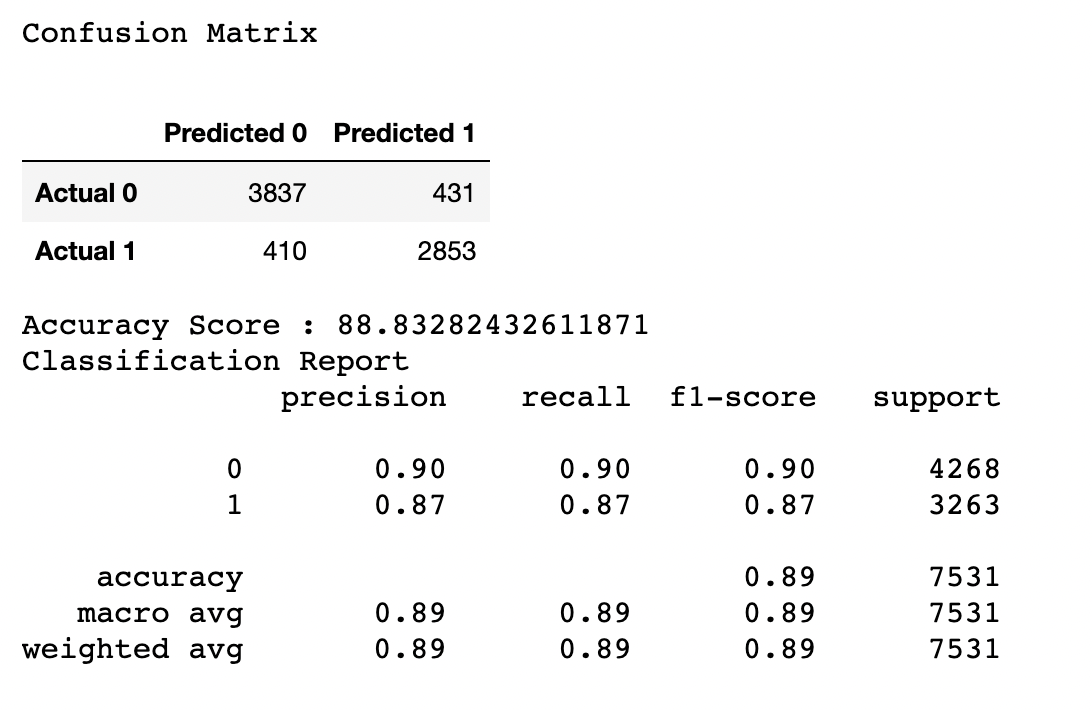 Confusion Matrix
Predicted 0 Predicted 1
Actual 0 3837 431
Actual 1 410 2853
Accuracy Score : 88.83282432611871
Classification Report
precision recall f1-score support
0 0.90 0.90 0.90 4268
1 0.87 0.87 0.87 3263
accuracy 0.89 7531
macro avg 0.89 0.89 0.89 7531
weighted avg 0.89 0.89 0.89 7531